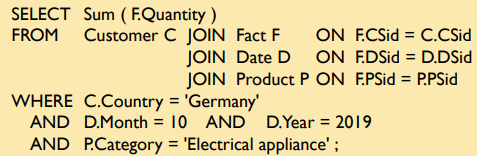 SELECT Sum ( F.Quantity )
FROM Customer C JOIN Fact F ON F.CSid = C.CSid
JOIN Date D ON F.DSid = D.DSid
JOIN Product P ON F.PSid = P.PSid
WHERE C.Country = 'Germany'
AND D.Month = 10 AND D.Year = 2019
AND P.Category = 'Electrical appliance' ;